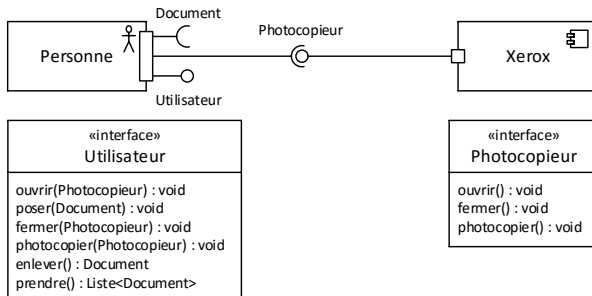 Document
Photocopieur
Personne
Xerox
Utilisateur
«interface»
Utilisateur
ouvrir(Photocopieur) : void
poser(Document) : void
fermer(Photocopieur) : void
photocopier(Photocopieur) : void
enlever() : Document
prendre() : Liste<Document>
«interface»
Photocopieur
ouvrir() : void
fermer() : void
photocopier() : void